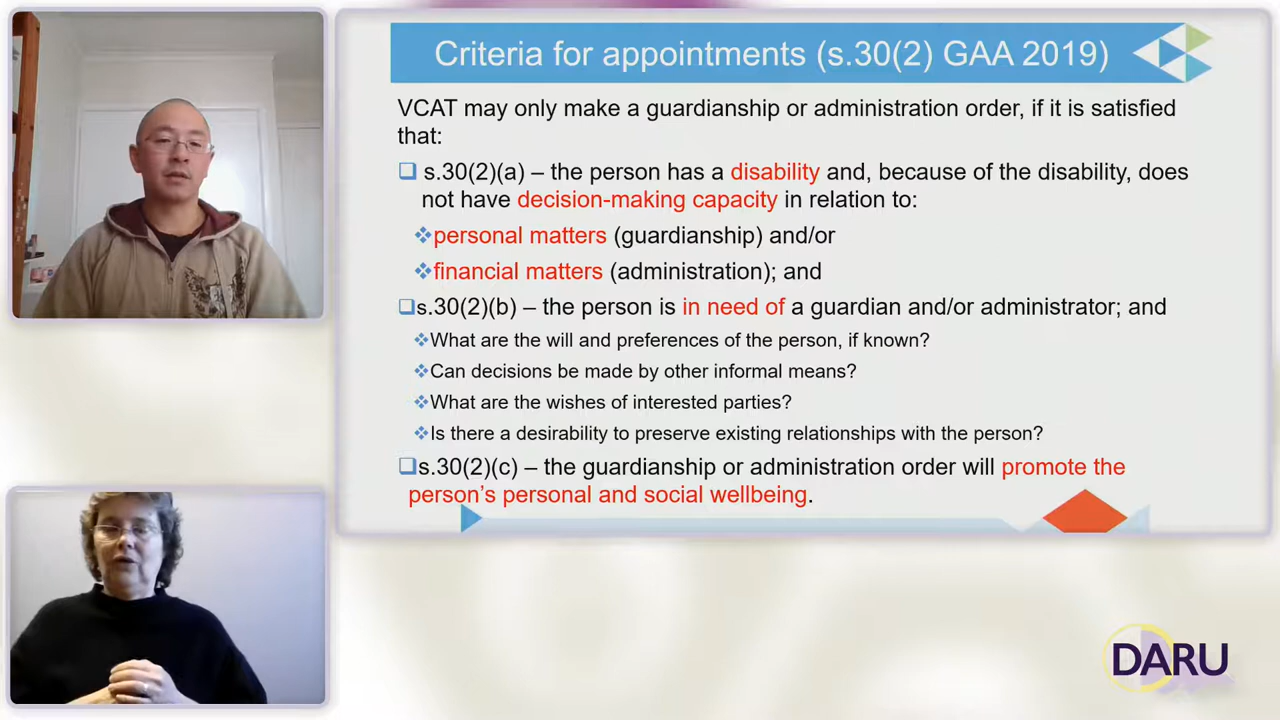 Criteria for appointments (s.30(2) GAA 2019)
VCAT may only make a guardianship or administration order, if it is satisfied
that:
s.30(2)(a) – the person has a disability and, because of the disability, does
not have decision-making capacity in relation to:
personal matters (guardianship) and/or
financial matters (administration); and
s.30(2)(b) – the person is in need of a guardian and/or administrator; and
What are the will and preferences of the person, if known?
Can decisions be made by other informal means?
What are the wishes of interested parties?
Is there a desirability to preserve existing relationships with the person?
s.30(2)(c) – the guardianship or administration order will promote the
person's personal and social wellbeing.
DARU